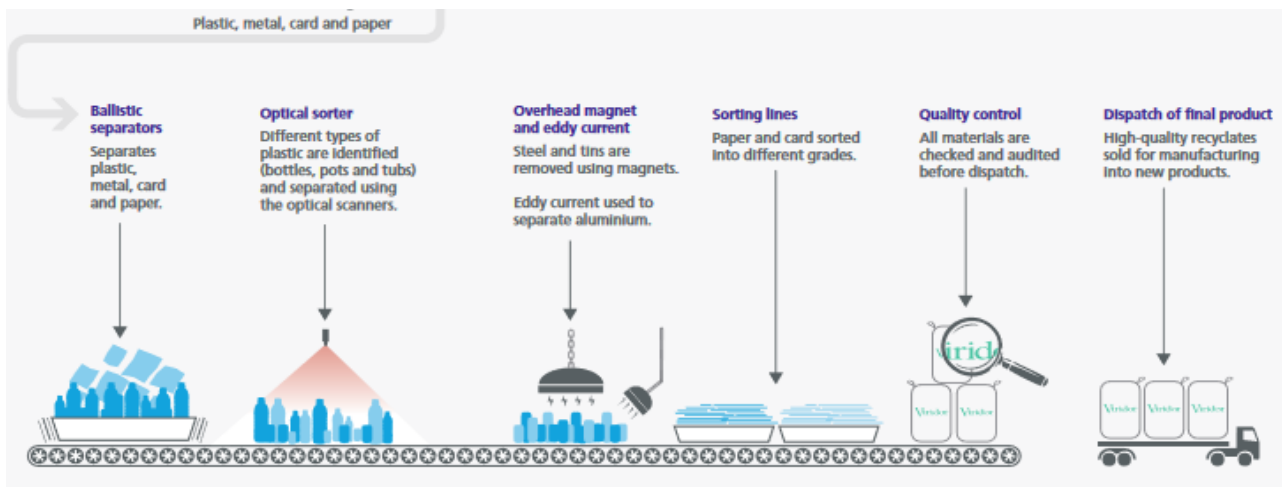 Plastic, metal, card and paper
Ballistic
separators
Separates
plastic,
metal, card
and paper.
Optical sorter
Different types of
plastic are identified
(bottles, pots and tubs)
and separated using
the optical scanners.
Overhead magnet
and eddy current
Steel and tins are
removed using magnets.
Eddy current used to
separate aluminium.
Sorting lines
Paper and card sorted
into different grades.
Quality control
All materials are
checked and audited
before dispatch.
Dispatch of final product
High-quality recyclates
sold for manufacturing
into new products.
Viridor
Viridor
Viridor
Viridor
Viridor